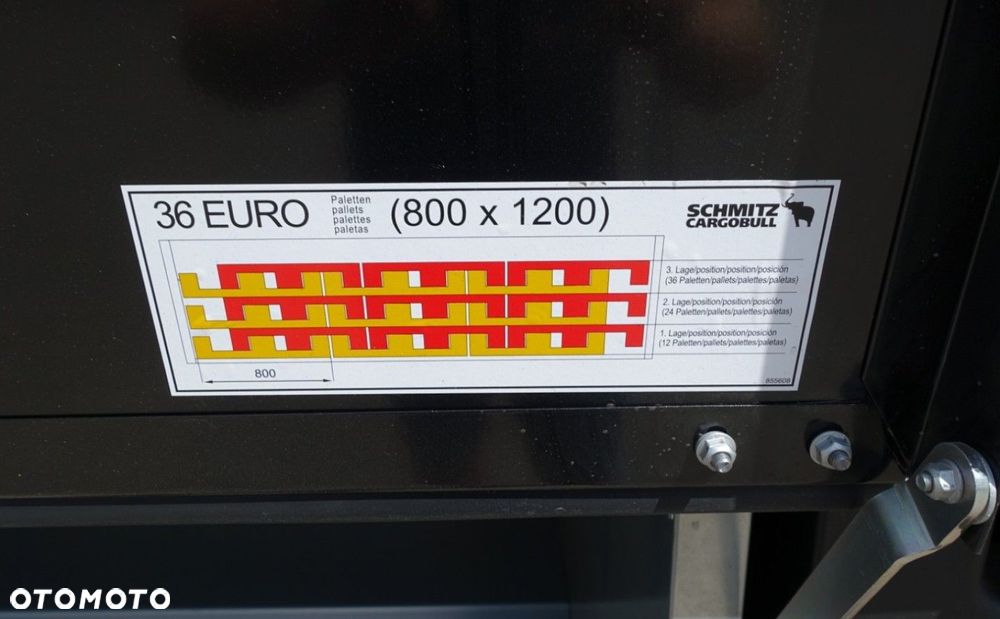 36 EURO
Paletten
pallets
palettes
paletas
(800 x 1200)
SCHMITZ
CARGOBULL
3. Lage/position/position/posición
(36 Paletten/pallets/palettes/paletas)
2. Lage/position/position/posición
(24 Paletten/pallets/palettes/paletas)
1. Lage/position/position/posición
(12 Paletten/pallets/palettes/paletas)
800
855608
OTOMOTO